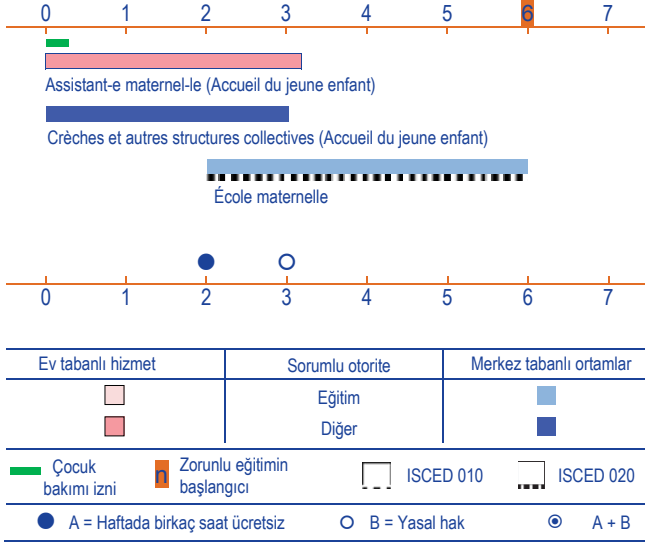 0 1 2 3 4 5 6 7
Assistant-e maternel-le (Accueil du jeune enfant)
Crèches et autres structures collectives (Accueil du jeune enfant)
École maternelle
0 1 2 3 4 5 6 7
Ev tabanlı hizmet Sorumlu otorite Merkez tabanlı ortamlar
Eğitim
Diğer
Çocuk bakımı izni
n Zorunlu eğitimin başlangıcı
ISCED 010
ISCED 020
A = Haftada birkaç saat ücretsiz B = Yasal hak A + B